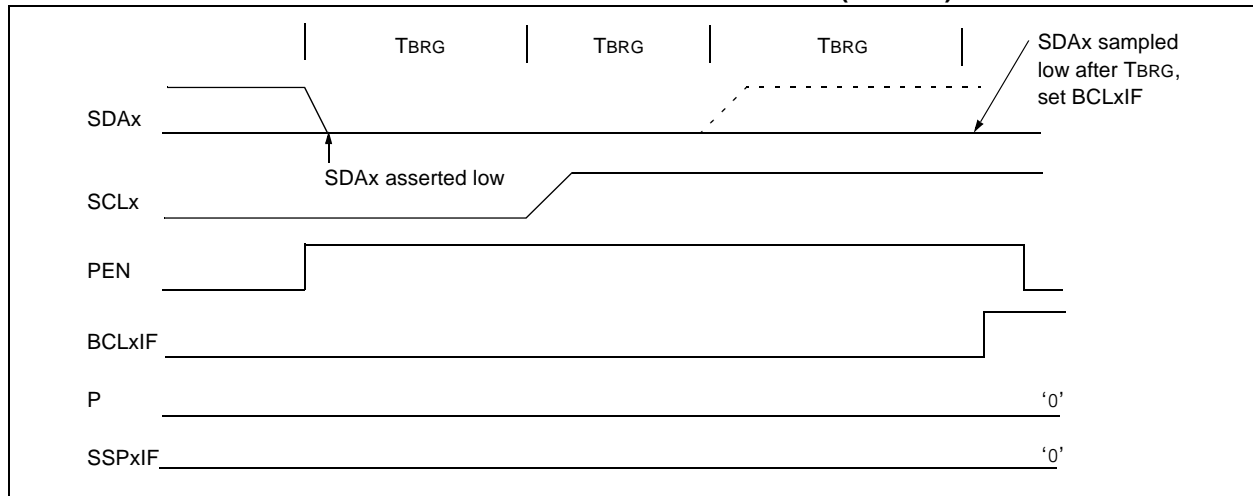 TBRG TBRG TBRG
SDAx sampled
low after TBRG,
set BCLxIF
SDAx
SDAx asserted low
SCLx
PEN
BCLxIF
P ‘0’
SSPxIF ‘0’